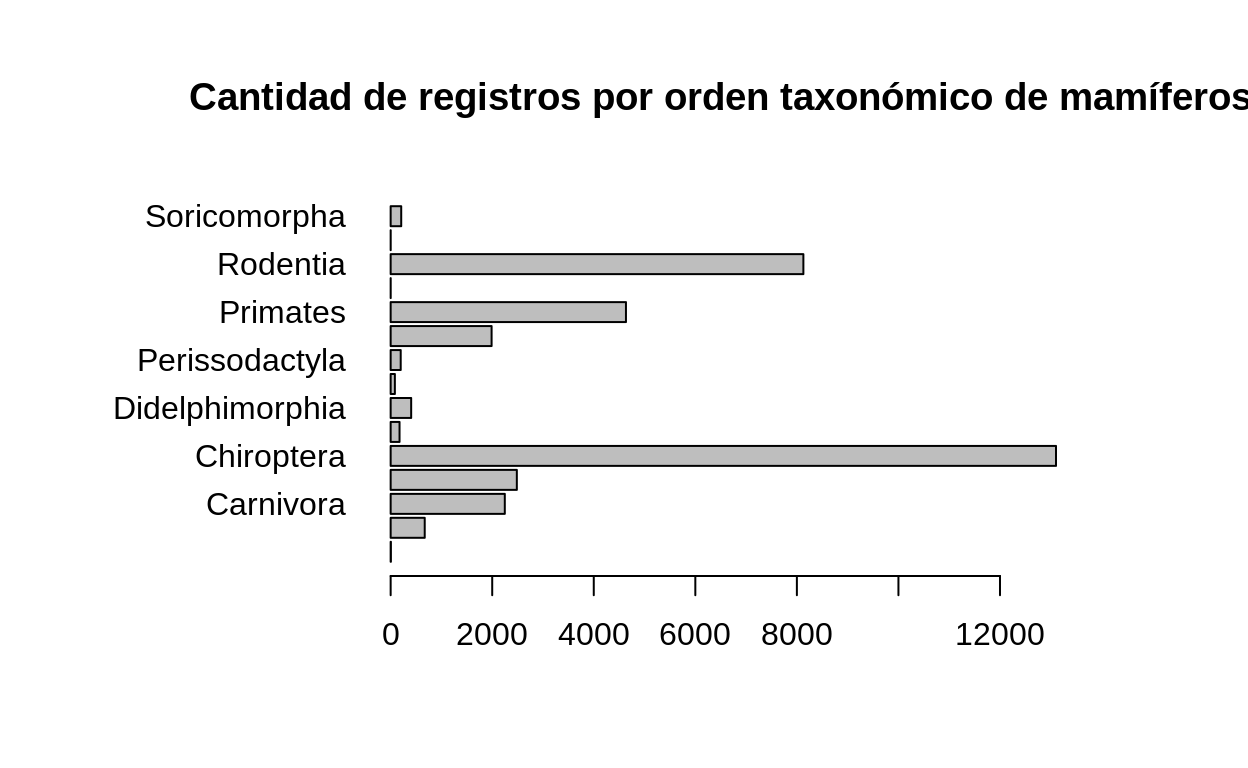 Cantidad de registros por orden taxonómico de mamíferos
Soricomorpha
Rodentia
Primates
Perissodactyla
Didelphimorphia
Chiroptera
Carnivora
0 2000 4000 6000 8000 12000